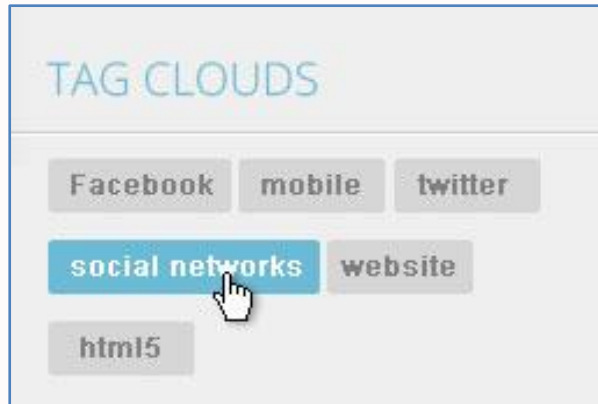 TAG CLOUDS
Facebook mobile twitter
social networks website
html5